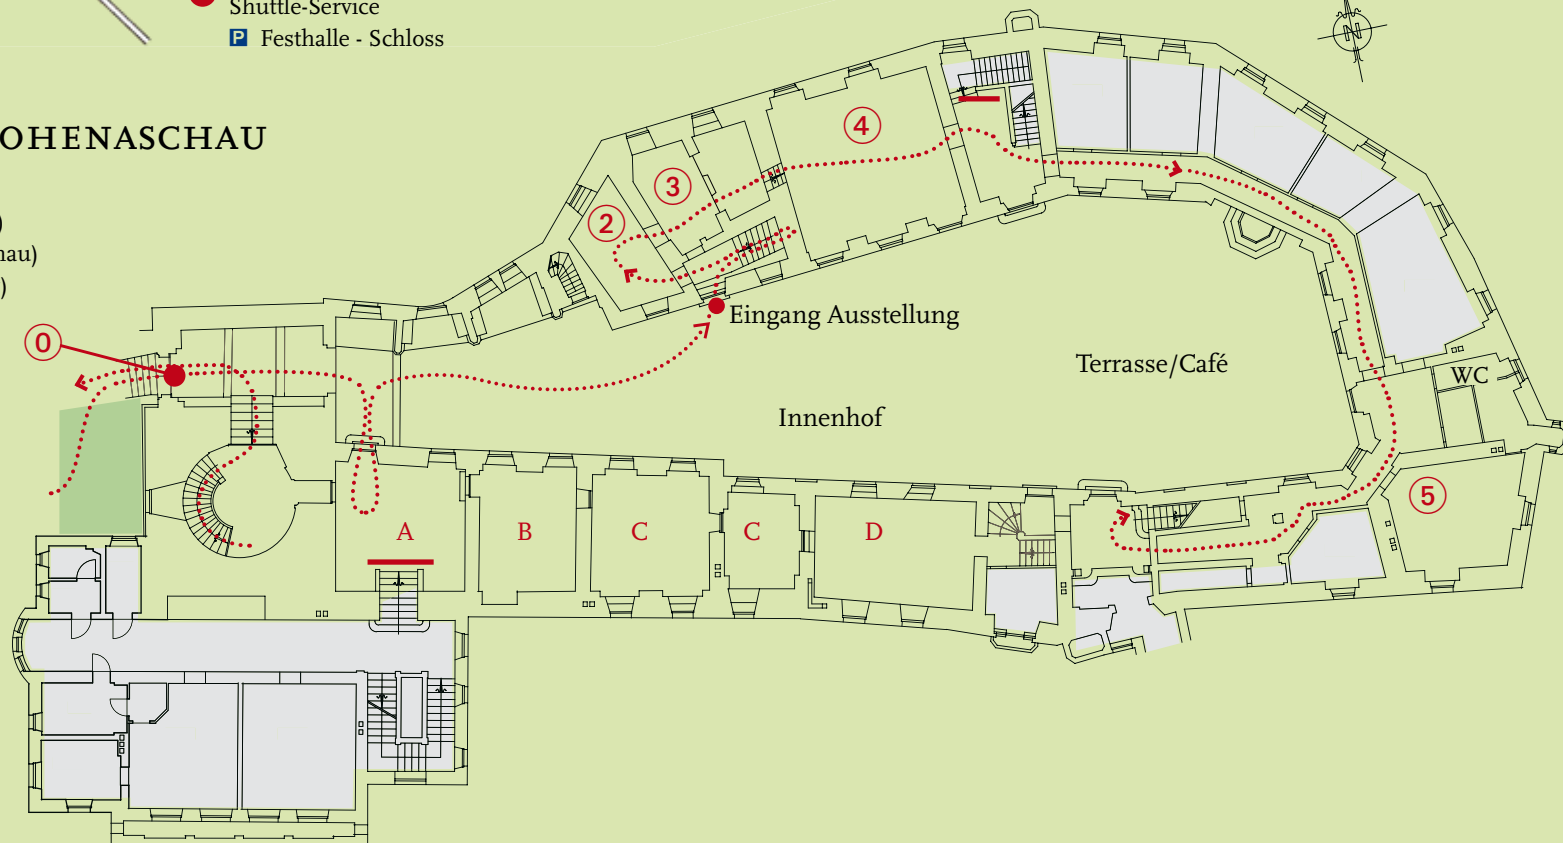 Shuttle-Service
P Festhalle - Schloss
OHENASCHAU
)
nau)
)
N
4
3
2
Eingang Ausstellung
0
Terrasse/Café
WC
Innenhof
5
A B C C D